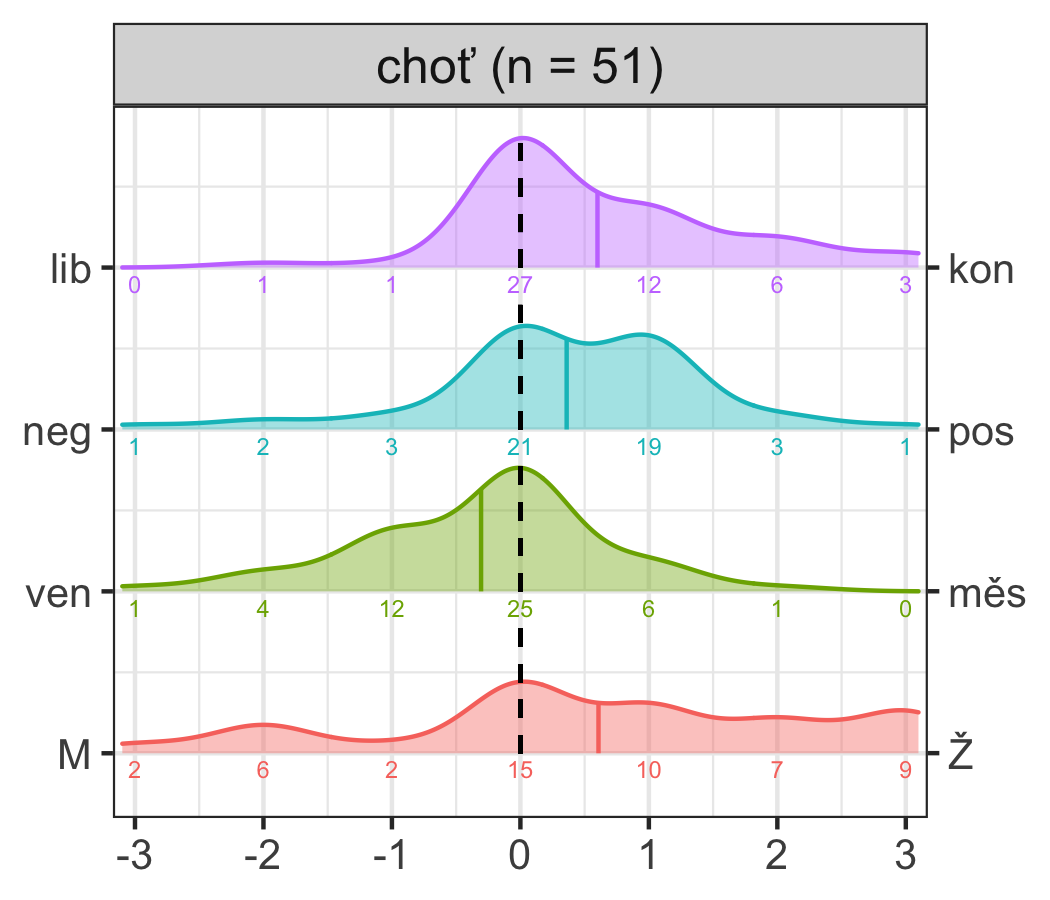 choť (n = 51)
lib kon
0 1 1 27 12 6 3
neg pos
1 2 3 21 19 3 1
ven měs
1 4 12 25 6 1 0
M Ž
2 6 2 15 10 7 9
-3 -2 -1 0 1 2 3